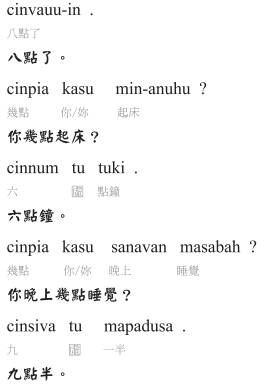 cinvauu-in .
八點了
八點了。
cinpia kasu min-anuhu ?
幾點 你/妳 起床
你幾點起床？
cinnum tu tuki .
六 圖 點鐘
六點鐘。
cinpia kasu sanavan masabah ?
幾點 你/妳 晚上 睡覺
你晚上幾點睡覺？
cinsiva tu mapadusa .
九 圖 一半
九點半。